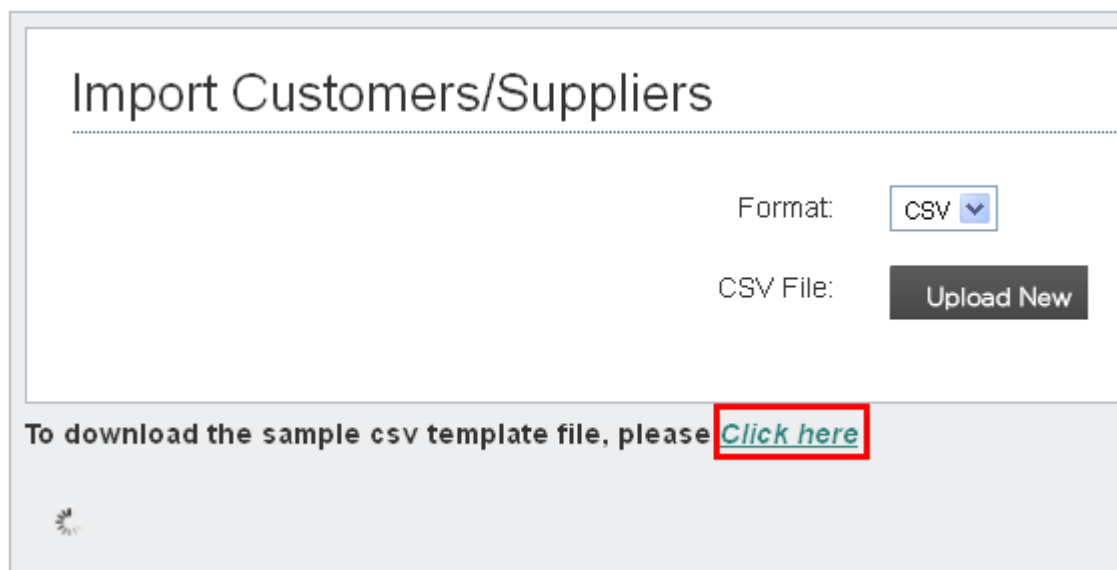 Import Customers/Suppliers
Format: CSV
CSV File: Upload New
To download the sample csv template file, please Click here